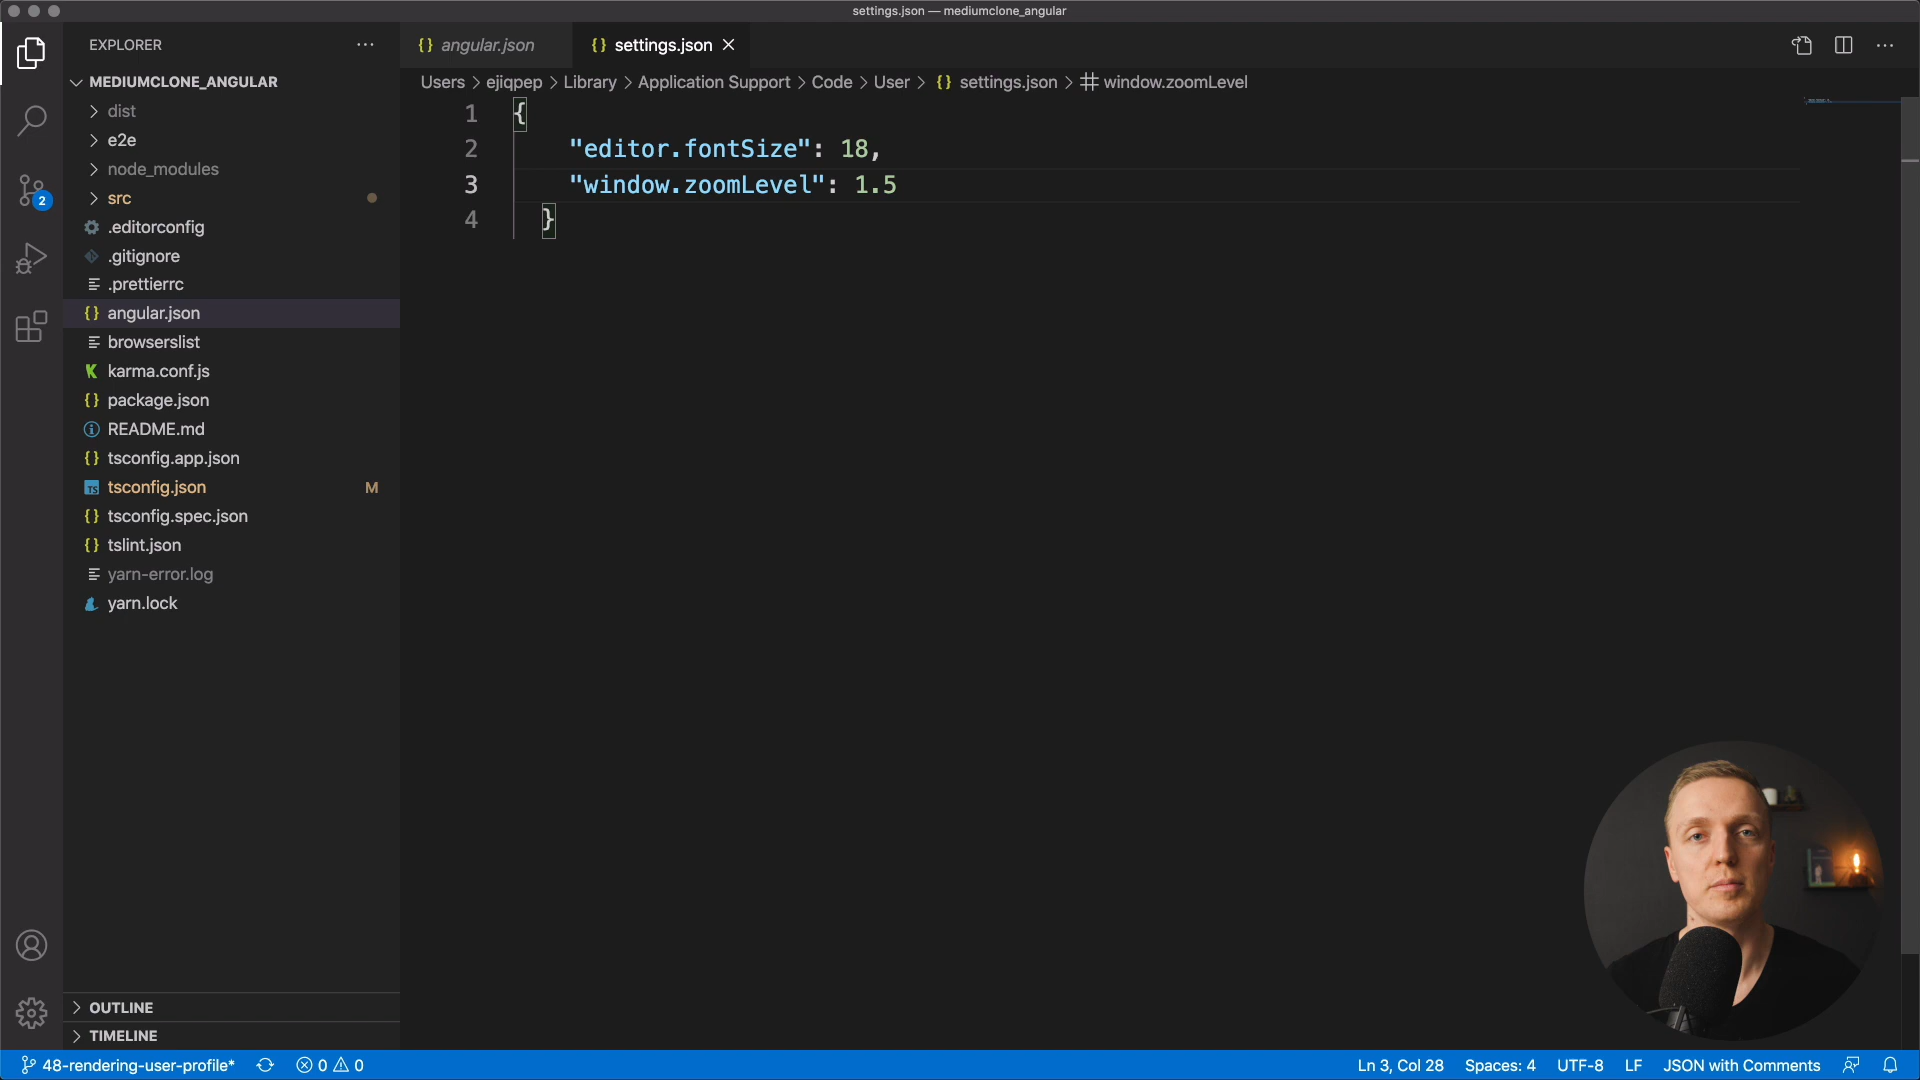 settings.json — mediumclone_angular
EXPLORER
MEDIUMCLONE_ANGULAR
dist
e2e
node_modules
src
.editorconfig
.gitignore
.prettierrc
angular.json
browserslist
karma.conf.js
package.json
README.md
tsconfig.app.json
TS tsconfig.json M
tsconfig.spec.json
tslint.json
yarn-error.log
yarn.lock
OUTLINE
TIMELINE
2
{} angular.json {} settings.json
Users > ejiqpep > Library > Application Support > Code > User > {} settings.json > # window.zoomLevel
1 {
2 "editor.fontSize": 18,
3 "window.zoomLevel": 1.5
4 }
48-rendering-user-profile* 0 0 Ln 3, Col 28 Spaces: 4 UTF-8 LF JSON with Comments